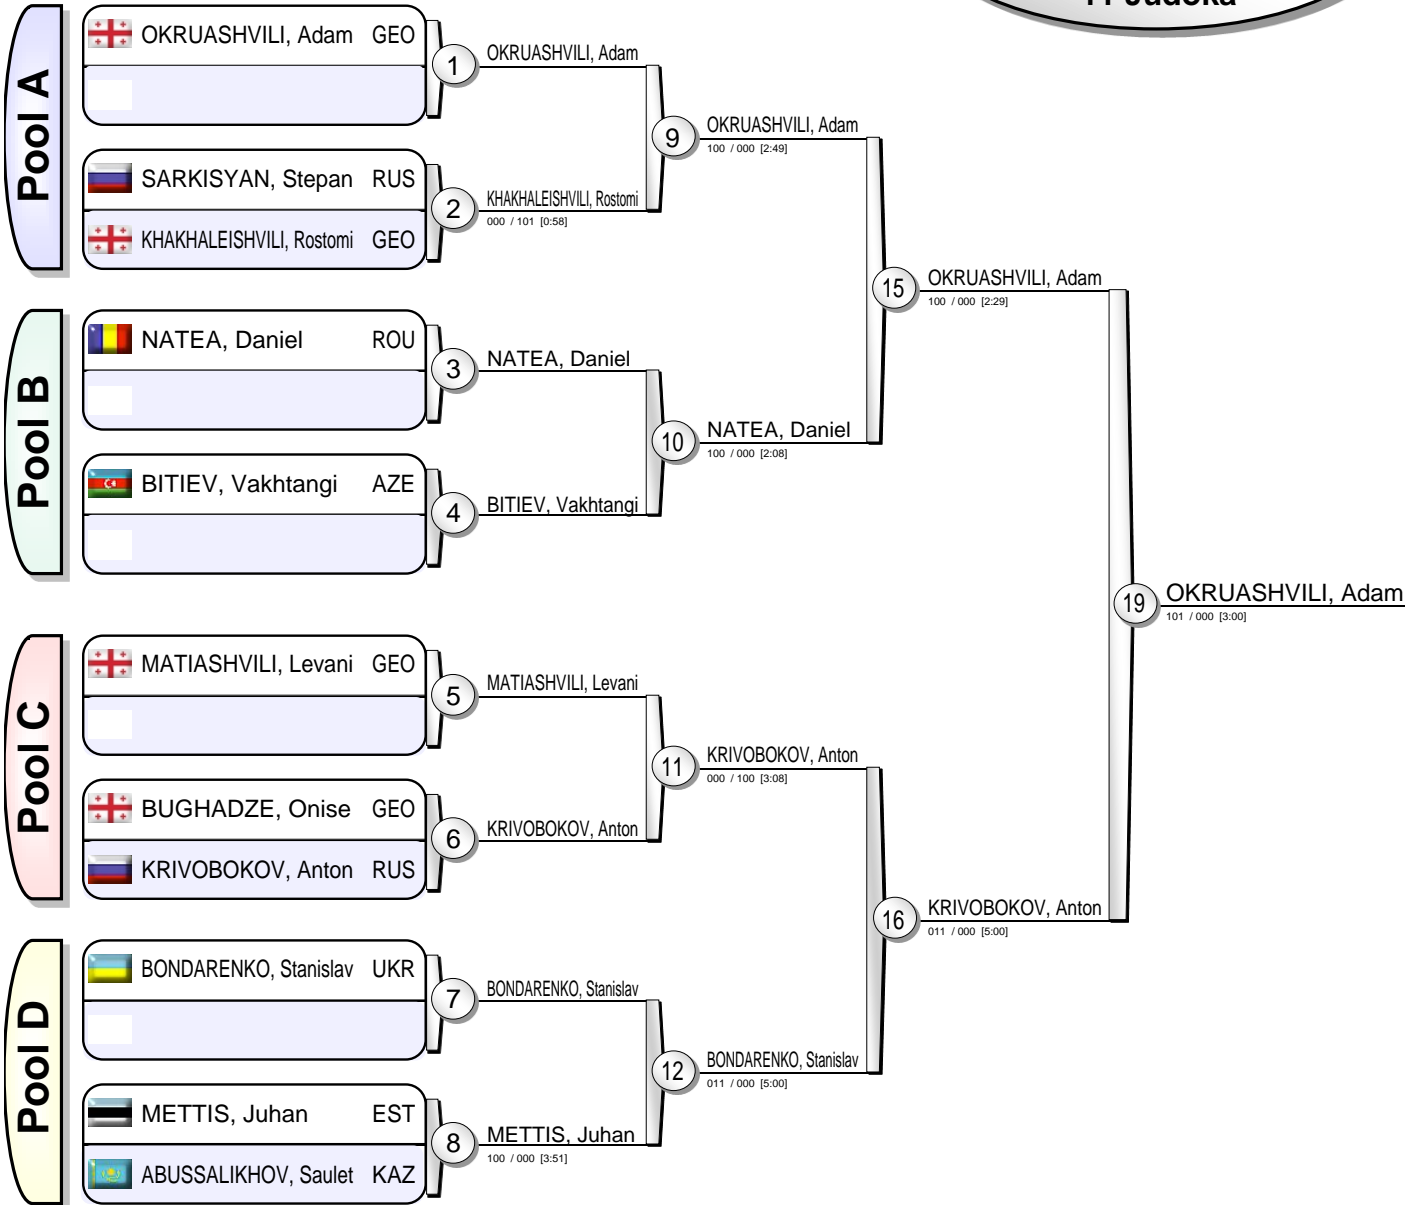 11 Judoka
Pool A
OKRUASHVILI, Adam GEO
1
OKRUASHVILI, Adam
SARKISYAN, Stepan RUS
KHAKHALEISHVILI, Rostomi GEO
2
KHAKHALEISHVILI, Rostomi
000 / 101 [0:58]
9
OKRUASHVILI, Adam
100 / 000 [2:49]
Pool B
NATEA, Daniel ROU
3
NATEA, Daniel
BITIEV, Vakhtangi AZE
4
BITIEV, Vakhtangi
10
NATEA, Daniel
100 / 000 [2:08]
15
OKRUASHVILI, Adam
100 / 000 [2:29]
Pool C
MATIASHVILI, Levani GEO
5
MATIASHVILI, Levani
BUGHADZE, Onise GEO
KRIVOBOKOV, Anton RUS
6
KRIVOBOKOV, Anton
11
KRIVOBOKOV, Anton
000 / 100 [3:08]
Pool D
BONDARENKO, Stanislav UKR
7
BONDARENKO, Stanislav
METTIS, Juhan EST
ABUSSALIKHOV, Saulet KAZ
8
METTIS, Juhan
100 / 000 [3:51]
12
BONDARENKO, Stanislav
011 / 000 [5:00]
16
KRIVOBOKOV, Anton
011 / 000 [5:00]
19
OKRUASHVILI, Adam
101 / 000 [3:00]